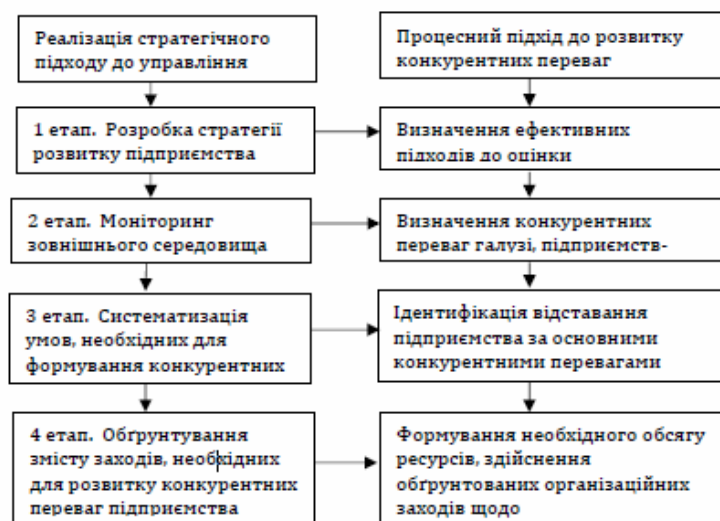 Реалізація стратегічного
підходу до управління
Процесний підхід до розвитку
конкурентних переваг
1 етап. Розробка стратегії
розвитку підприємства
Визначення ефективних
підходів до оцінки
2 етап. Моніторинг
зовнішнього середовища
Визначення конкурентних
переваг галузі, підприємств-
3 етап. Систематизація
умов, необхідних для
формування конкурентних
Ідентифікація відставання
підприємства за основними
конкурентними перевагами
4 етап. Обґрунтування
змісту заходів, необхідних
для розвитку конкурентних
переваг підприємства
Формування необхідного обсягу
ресурсів, здійснення
обґрунтованих організаційних
заходів щодо